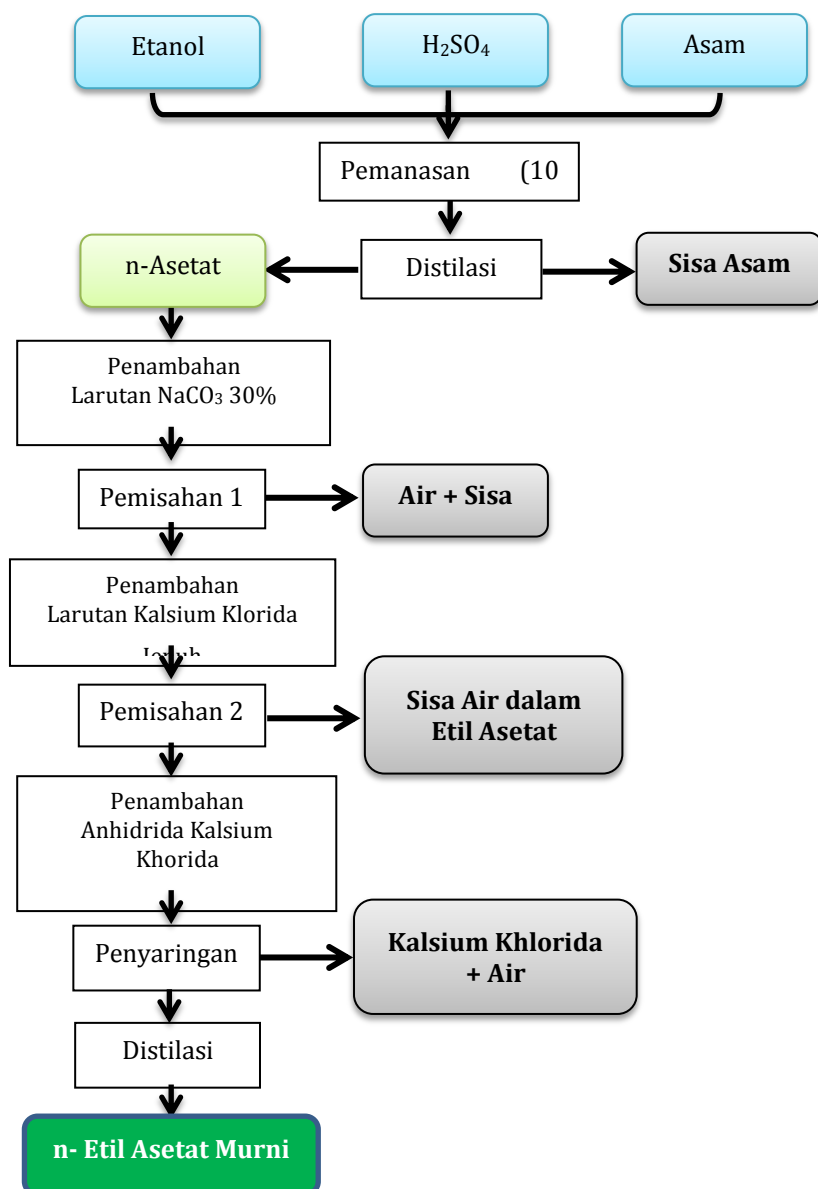 Etanol
H₂SO₄
Asam
Pemanasan (10
n-Asetat
Distilasi
Sisa Asam
Penambahan
Larutan NaCO₃ 30%
Pemisahan 1
Air + Sisa
Penambahan
Larutan Kalsium Klorida
Pemisahan 2
Sisa Air dalam
Etil Asetat
Penambahan
Anhidrida Kalsium
Khorida
Penyaringan
Kalsium Khlorida
+ Air
Distilasi
n- Etil Asetat Murni